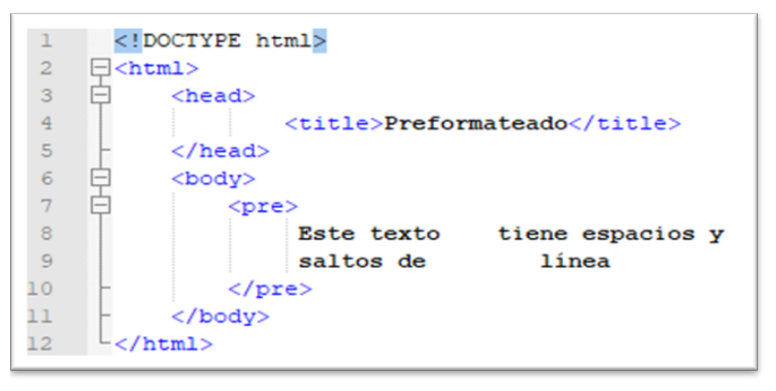 1 <!DOCTYPE html>
2 <html>
3     <head>
4             <title>Preformateado</title>
5     </head>
6     <body>
7         <pre>
8              Este texto    tiene espacios y
9              saltos de        línea
10         </pre>
11     </body>
12 </html>